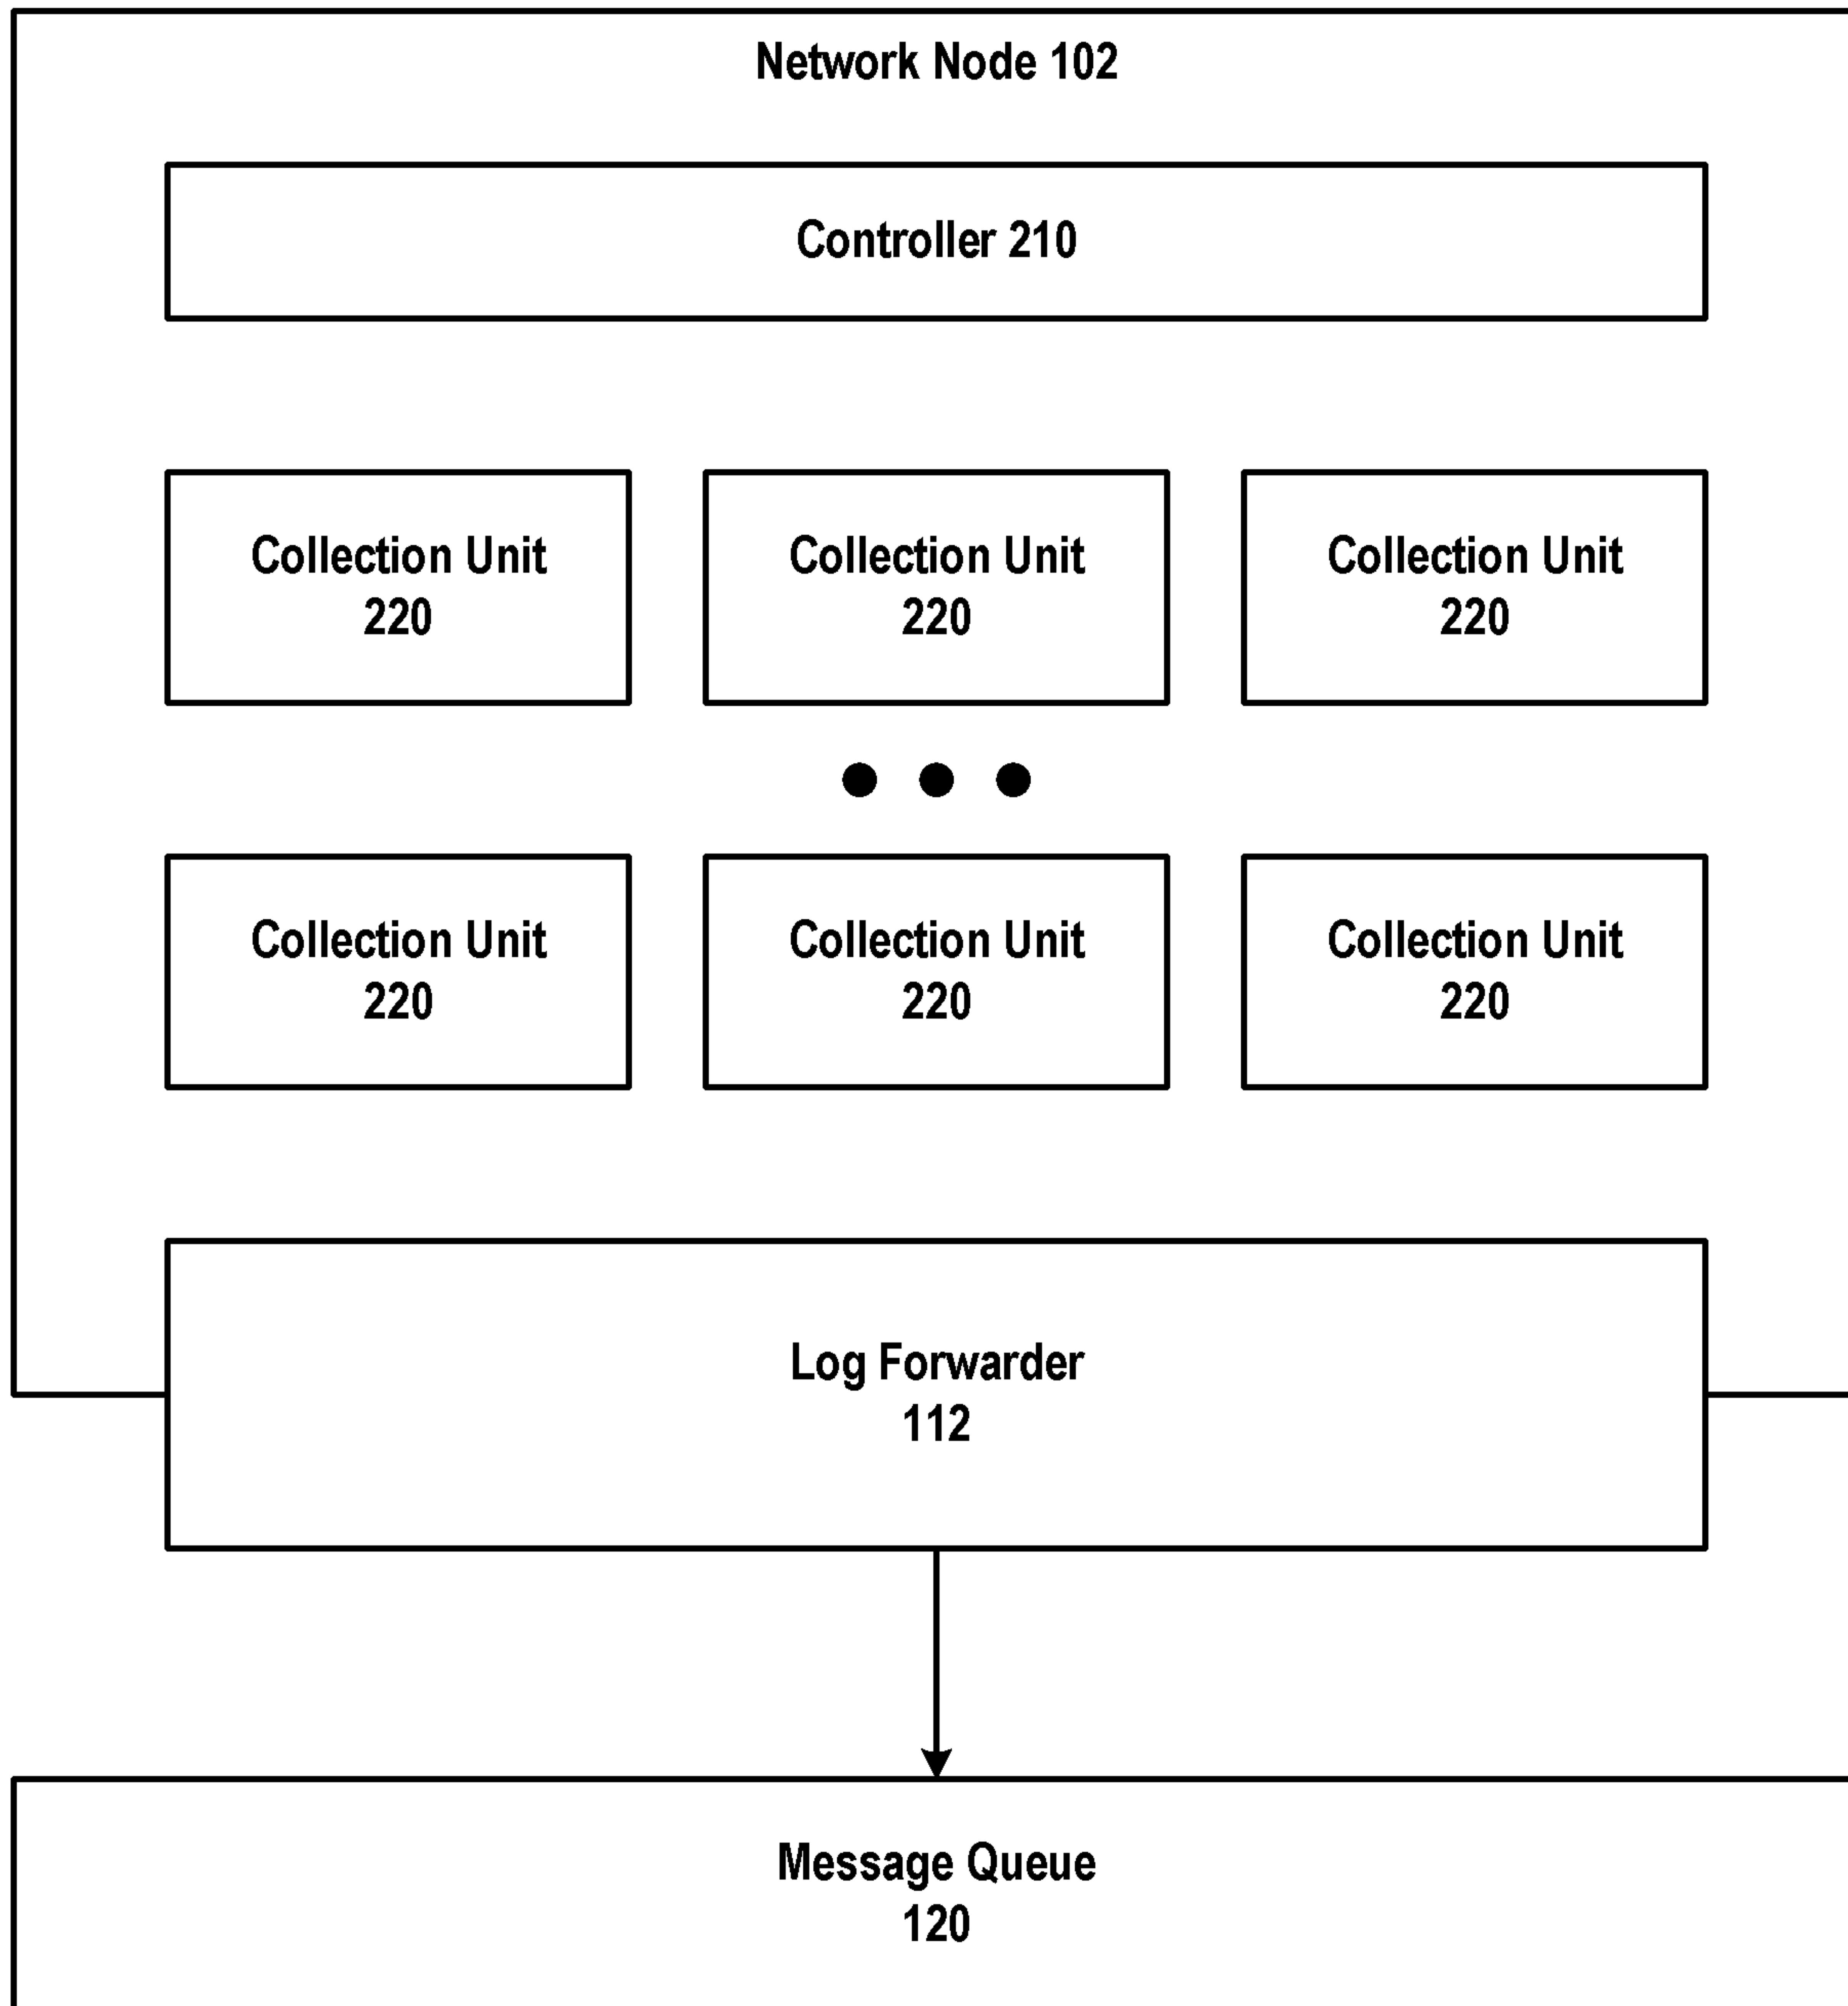 Network Node 102
Controller 210
Collection Unit
220
Collection Unit
220
Collection Unit
220
Collection Unit
220
Collection Unit
220
Collection Unit
220
Log Forwarder
112
Message Queue
120